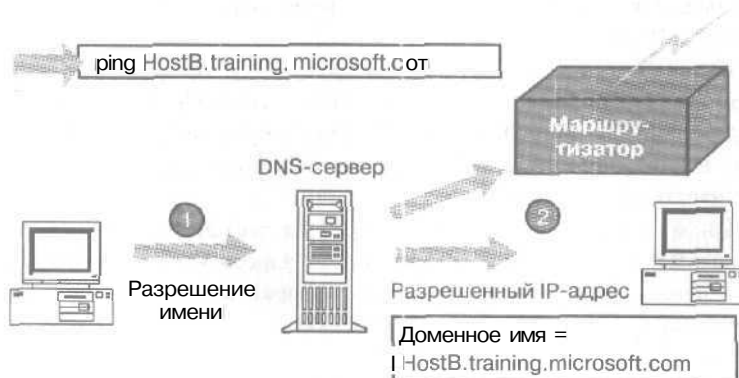 ping HostB.training.microsoft.com
Маршру-
тизатор
DNS-сервер
1
2
Разрешение
имени
Разрешенный IP-адрес
Доменное имя =
HostB.training.microsoft.com